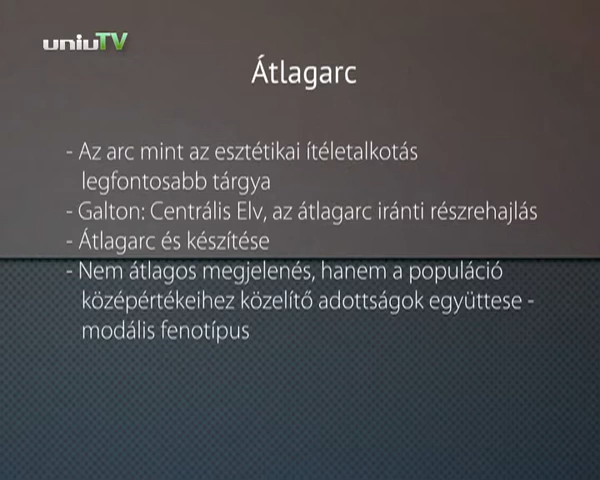 uniuTV
Átlagarc
- Az arc mint az esztétikai ítéletalkotás
legfontosabb tárgya
- Galton: Centrális Elv, az átlagarc iránti részrehajlás
- Átlagarc és készítése
- Nem átlagos megjelenés, hanem a populáció
középértékeihez közelítő adottságok együttese -
modális fenotípus